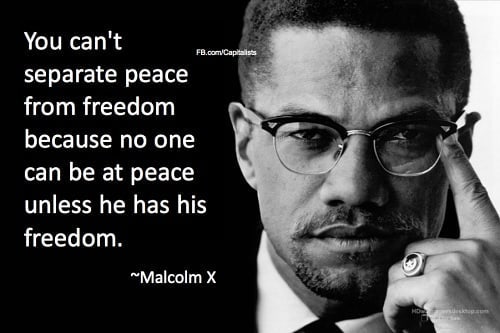 You can't
separate peace
from freedom
because no one
can be at peace
unless he has his
freedom.
~Malcolm X
FB.com/Capitalists